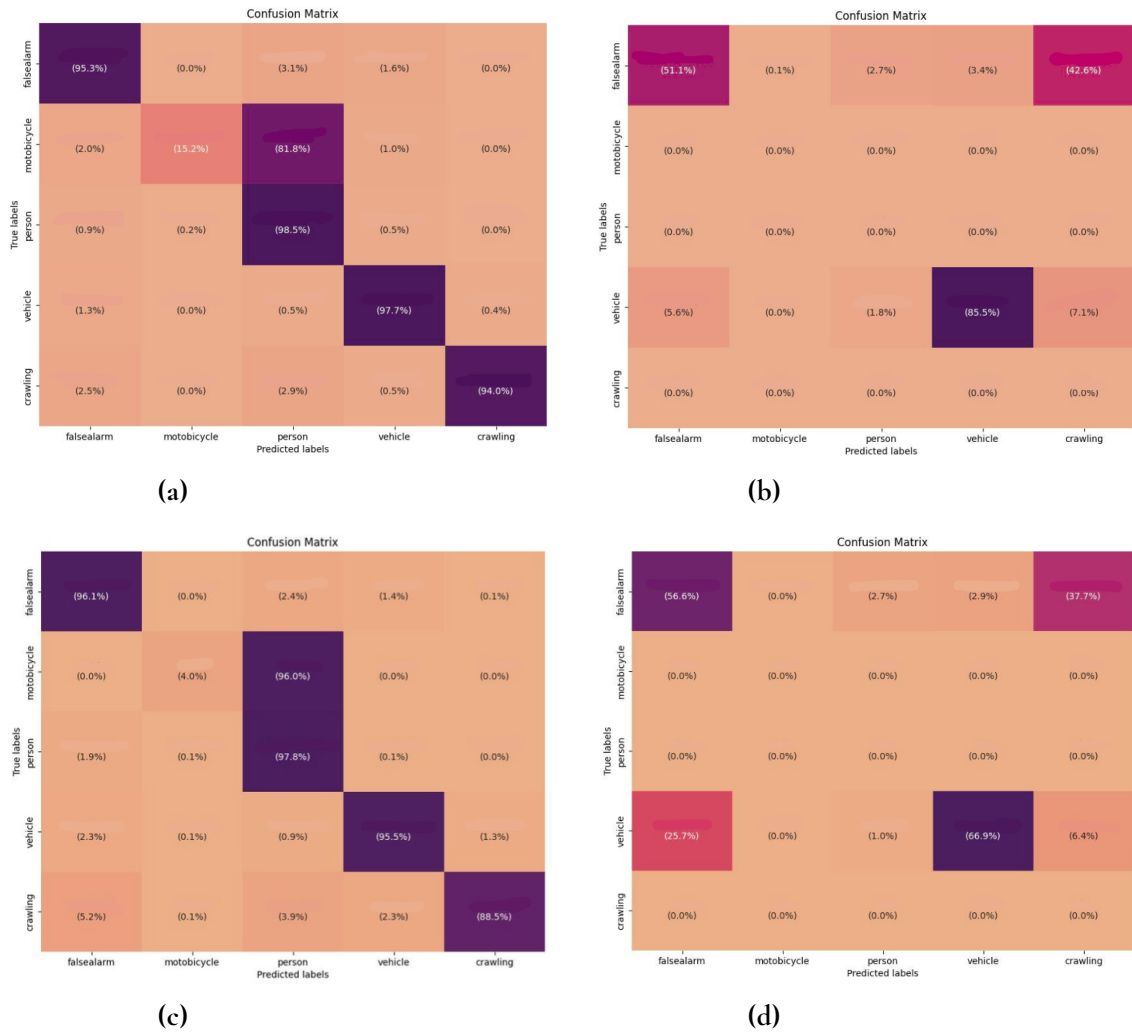 Confusion Matrix
falsealarm (95.3%) (0.0%) (3.1%) (1.6%) (0.0%)
motobicycle (2.0%) (15.2%) (81.8%) (1.0%) (0.0%)
True labels
person (0.9%) (0.2%) (98.5%) (0.5%) (0.0%)
vehicle (1.3%) (0.0%) (0.5%) (97.7%) (0.4%)
crawling (2.5%) (0.0%) (2.9%) (0.5%) (94.0%)
falsealarm motobicycle person vehicle crawling
Predicted labels
(a)
Confusion Matrix
falsealarm (51.1%) (0.1%) (2.7%) (3.4%) (42.6%)
motobicycle (0.0%) (0.0%) (0.0%) (0.0%) (0.0%)
True labels
person (0.0%) (0.0%) (0.0%) (0.0%) (0.0%)
vehicle (5.6%) (0.0%) (1.8%) (85.5%) (7.1%)
crawling (0.0%) (0.0%) (0.0%) (0.0%) (0.0%)
falsealarm motobicycle person vehicle crawling
Predicted labels
(b)
Confusion Matrix
falsealarm (96.1%) (0.0%) (2.4%) (1.4%) (0.1%)
motobicycle (0.0%) (4.0%) (96.0%) (0.0%) (0.0%)
True labels
person (1.9%) (0.1%) (97.8%) (0.1%) (0.0%)
vehicle (2.3%) (0.1%) (0.9%) (95.5%) (1.3%)
crawling (5.2%) (0.1%) (3.9%) (2.3%) (88.5%)
falsealarm motobicycle person vehicle crawling
Predicted labels
(c)
Confusion Matrix
falsealarm (56.6%) (0.0%) (2.7%) (2.9%) (37.7%)
motobicycle (0.0%) (0.0%) (0.0%) (0.0%) (0.0%)
True labels
person (0.0%) (0.0%) (0.0%) (0.0%) (0.0%)
vehicle (25.7%) (0.0%) (1.0%) (66.9%) (6.4%)
crawling (0.0%) (0.0%) (0.0%) (0.0%) (0.0%)
falsealarm motobicycle person vehicle crawling
Predicted labels
(d)